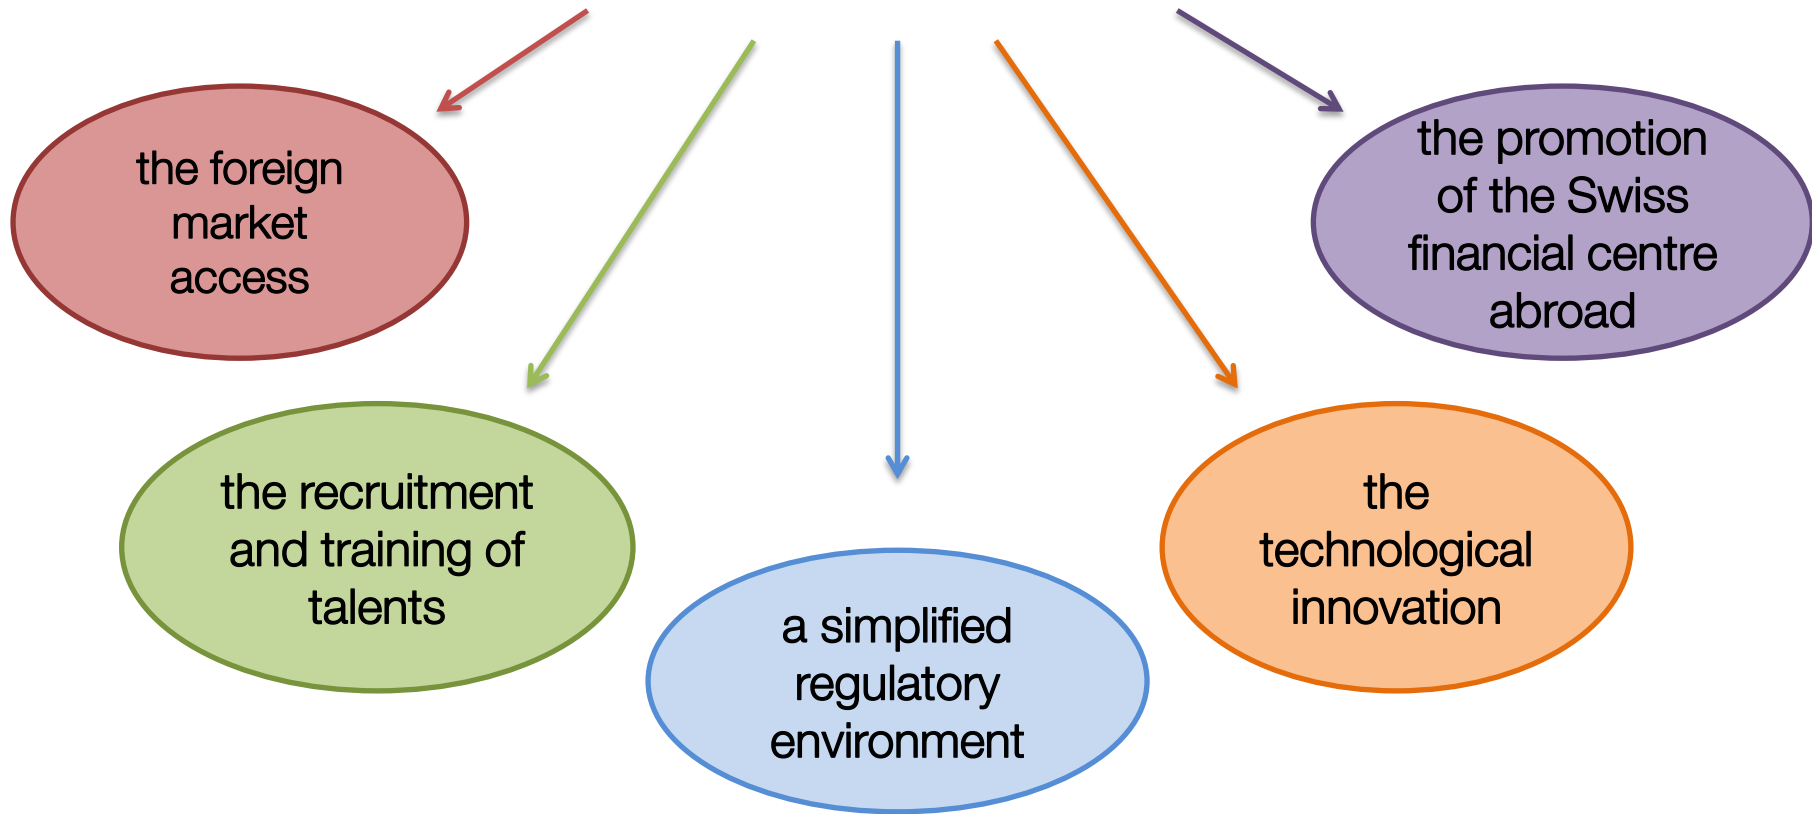 the foreign
market
access
the recruitment
and training of
talents
a simplified
regulatory
environment
the
technological
innovation
the promotion
of the Swiss
financial centre
abroad